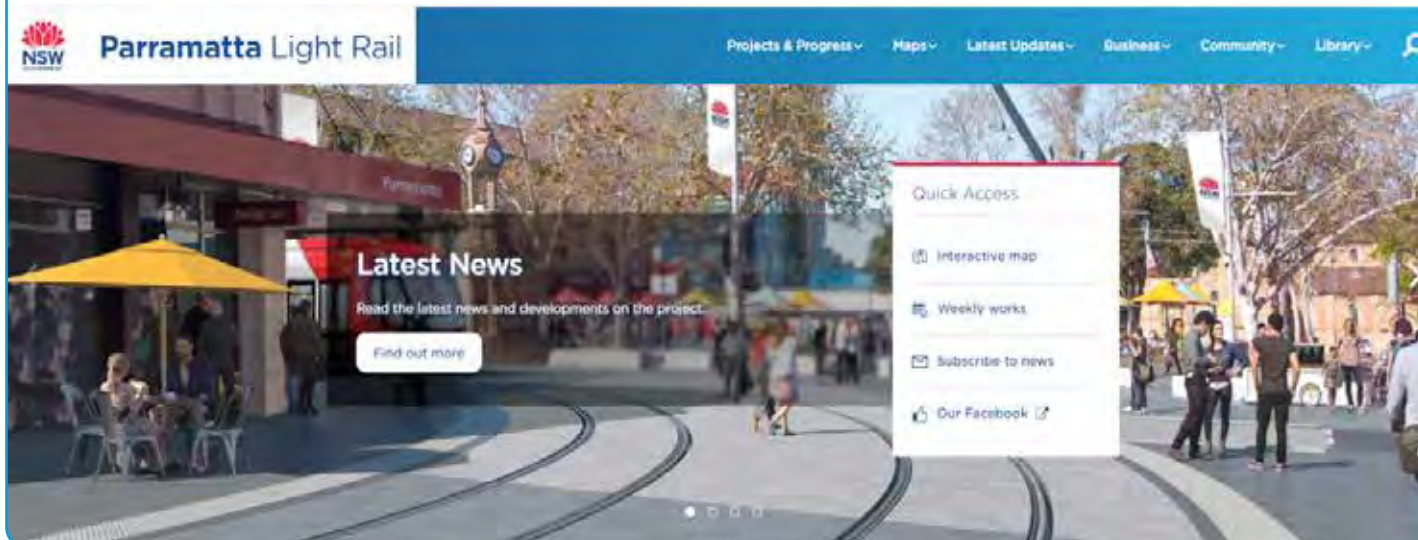 NSW
Parramatta Light Rail
Projects & Progress
Maps
Latest Updates
Business
Community
Library
Parramatta
Latest News
Read the latest news and developments on the project.
Find out more
Quick Access
Interactive map
Weekly works
Subscribe to news
Our Facebook